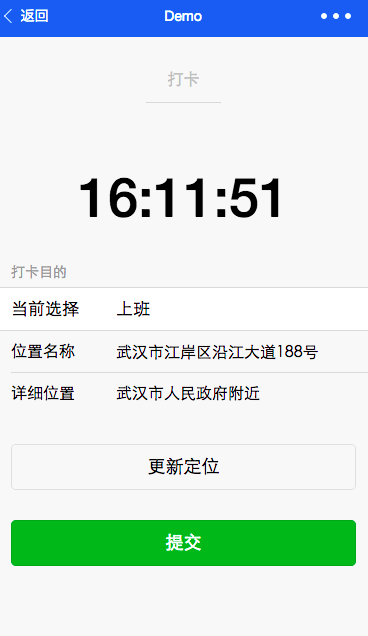 返回 Demo
打卡
16:11:51
打卡目的
当前选择 上班
位置名称 武汉市江岸区沿江大道188号
详细位置 武汉市人民政府附近
更新定位
提交